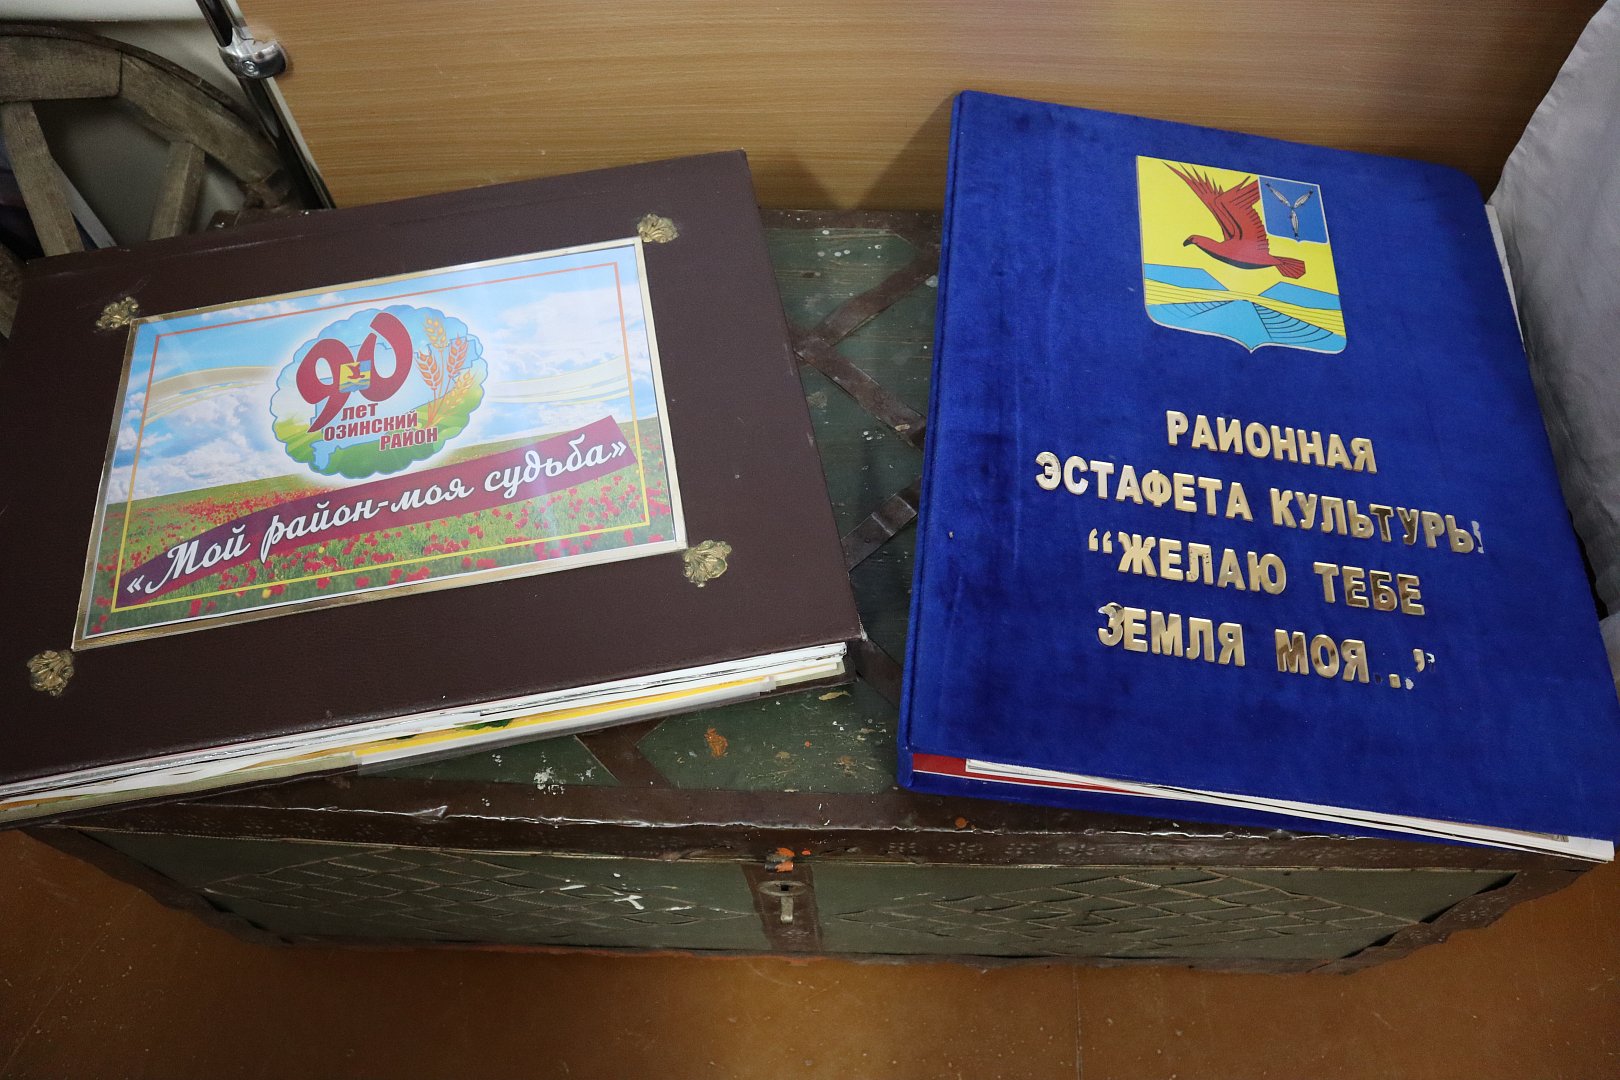 90
ЛЕТ
ОЗИНСКИЙ
РАЙОН
«Мой район-моя судьба»
РАЙОННАЯ
ЭСТАФЕТА КУЛЬТУРЫ
“ЖЕЛАЮ ТЕБЕ
ЗЕМЛЯ МОЯ...”